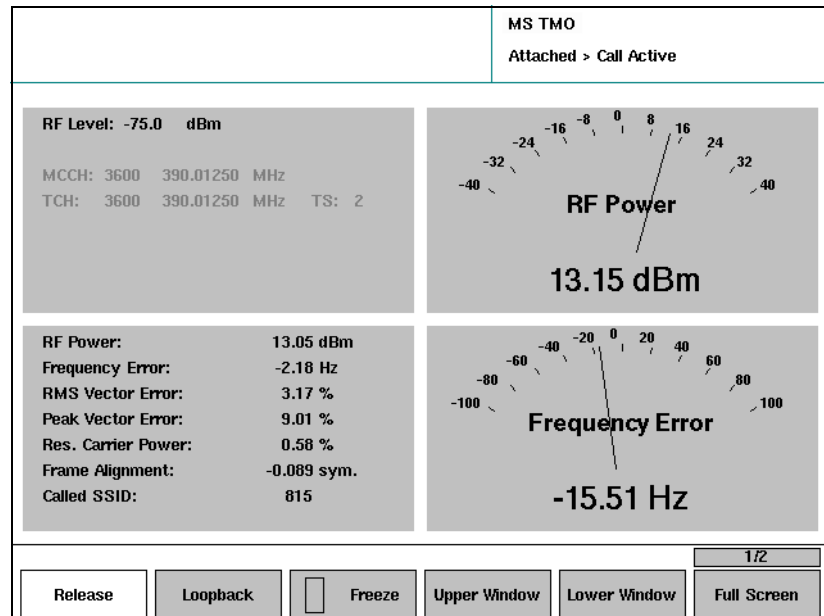 MS TMO
Attached > Call Active
RF Level: -75.0 dBm
MCCH: 3600 390.01250 MHz
TCH: 3600 390.01250 MHz TS: 2
-40 -32 -24 -16 -8 0 8 16 24 32 40
RF Power
13.15 dBm
RF Power: 13.05 dBm
Frequency Error: -2.18 Hz
RMS Vector Error: 3.17 %
Peak Vector Error: 9.01 %
Res. Carrier Power: 0.58 %
Frame Alignment: -0.089 sym.
Called SSID: 815
-100 -80 -60 -40 -20 0 20 40 60 80 100
Frequency Error
-15.51 Hz
1/2
Release Loopback Freeze Upper Window Lower Window Full Screen